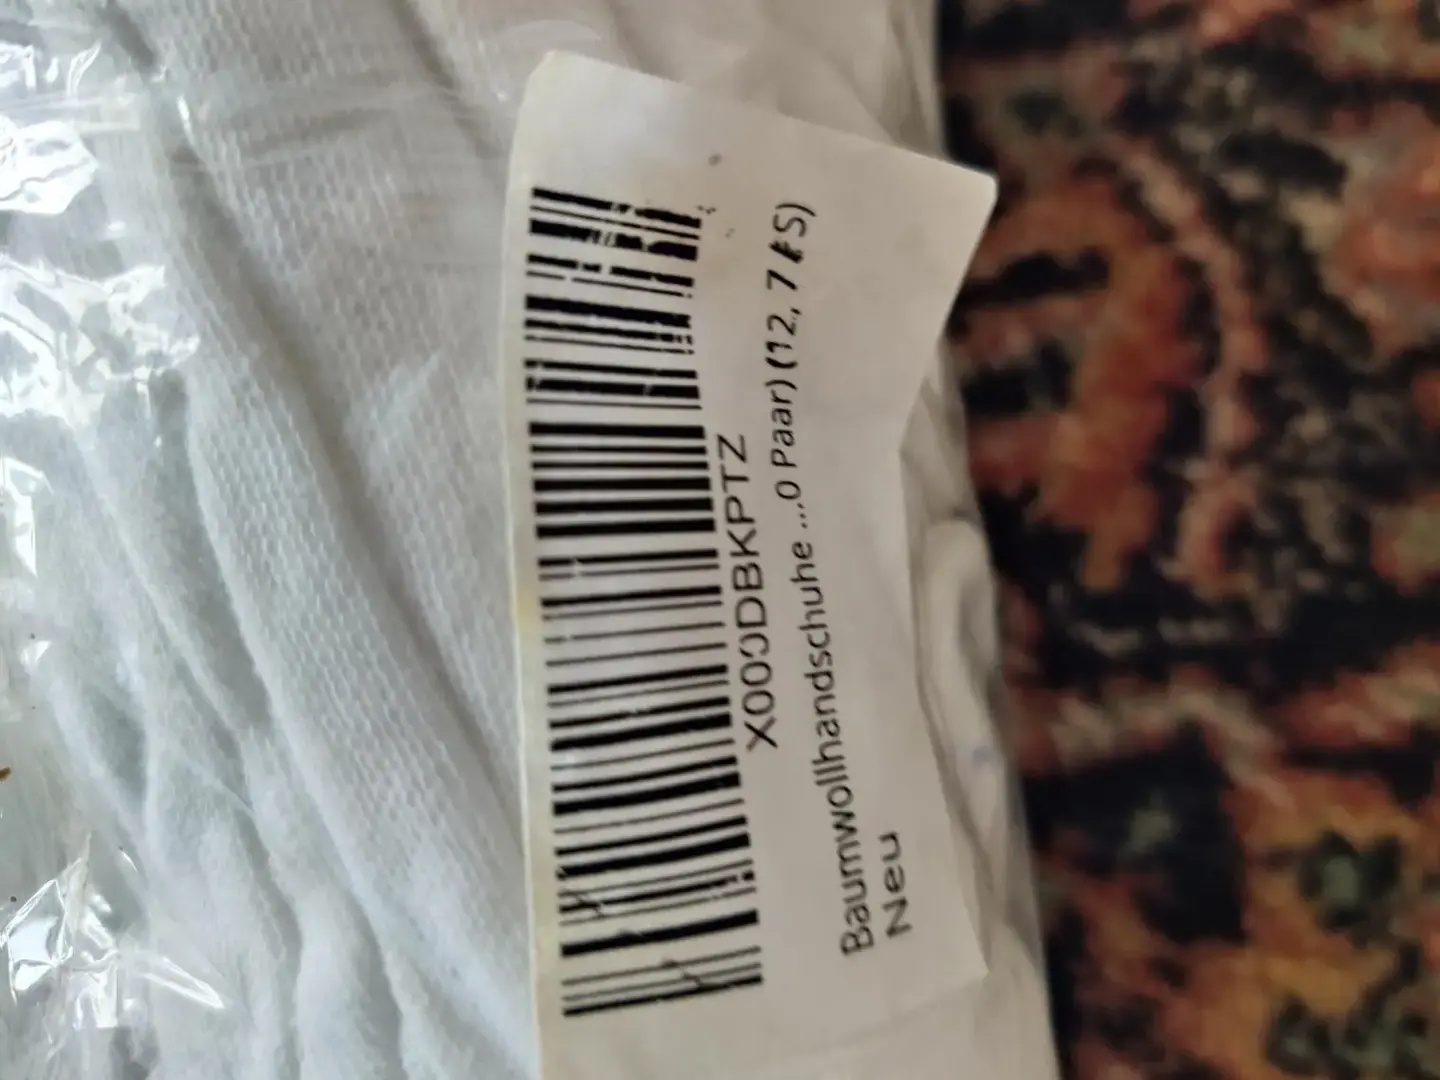 X000DBKPTZ
Baumwollhandschuhe ...0 Paar) (12, 7 S)
Neu